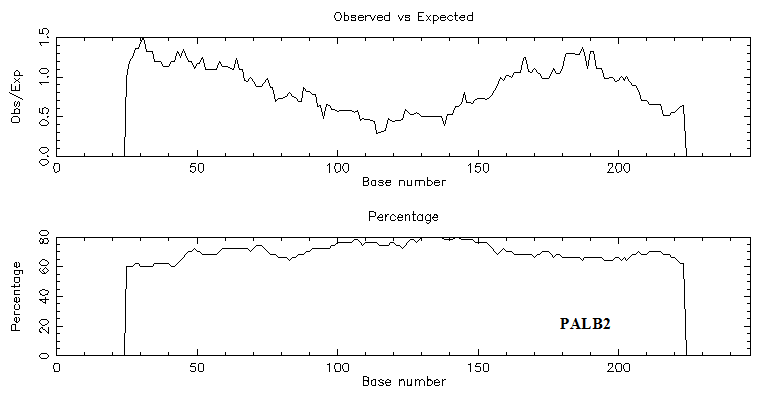 Observed vs Expected
1.5
1.0
0.5
0.0
Obs/Exp
0 50 100 150 200
Base number
Percentage
80
60
40
20
0
Percentage
PALB2
0 50 100 150 200
Base number